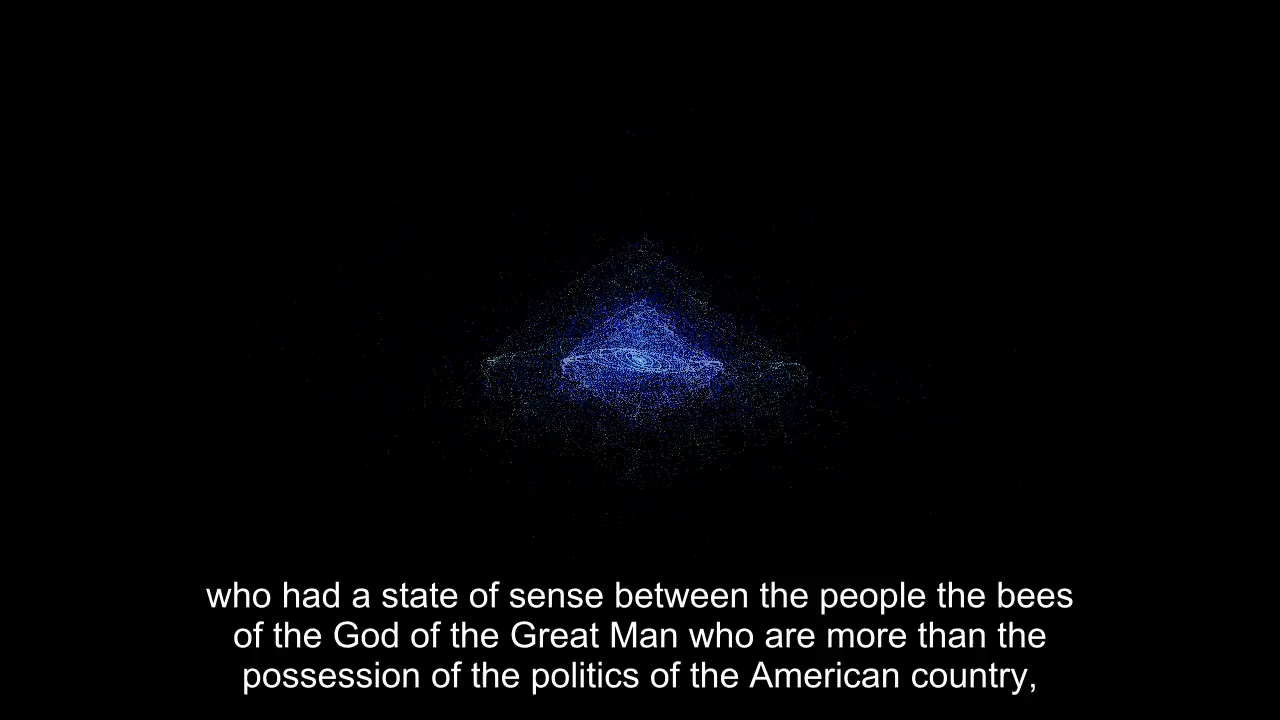 who had a state of sense between the people the bees
of the God of the Great Man who are more than the
possession of the politics of the American country,